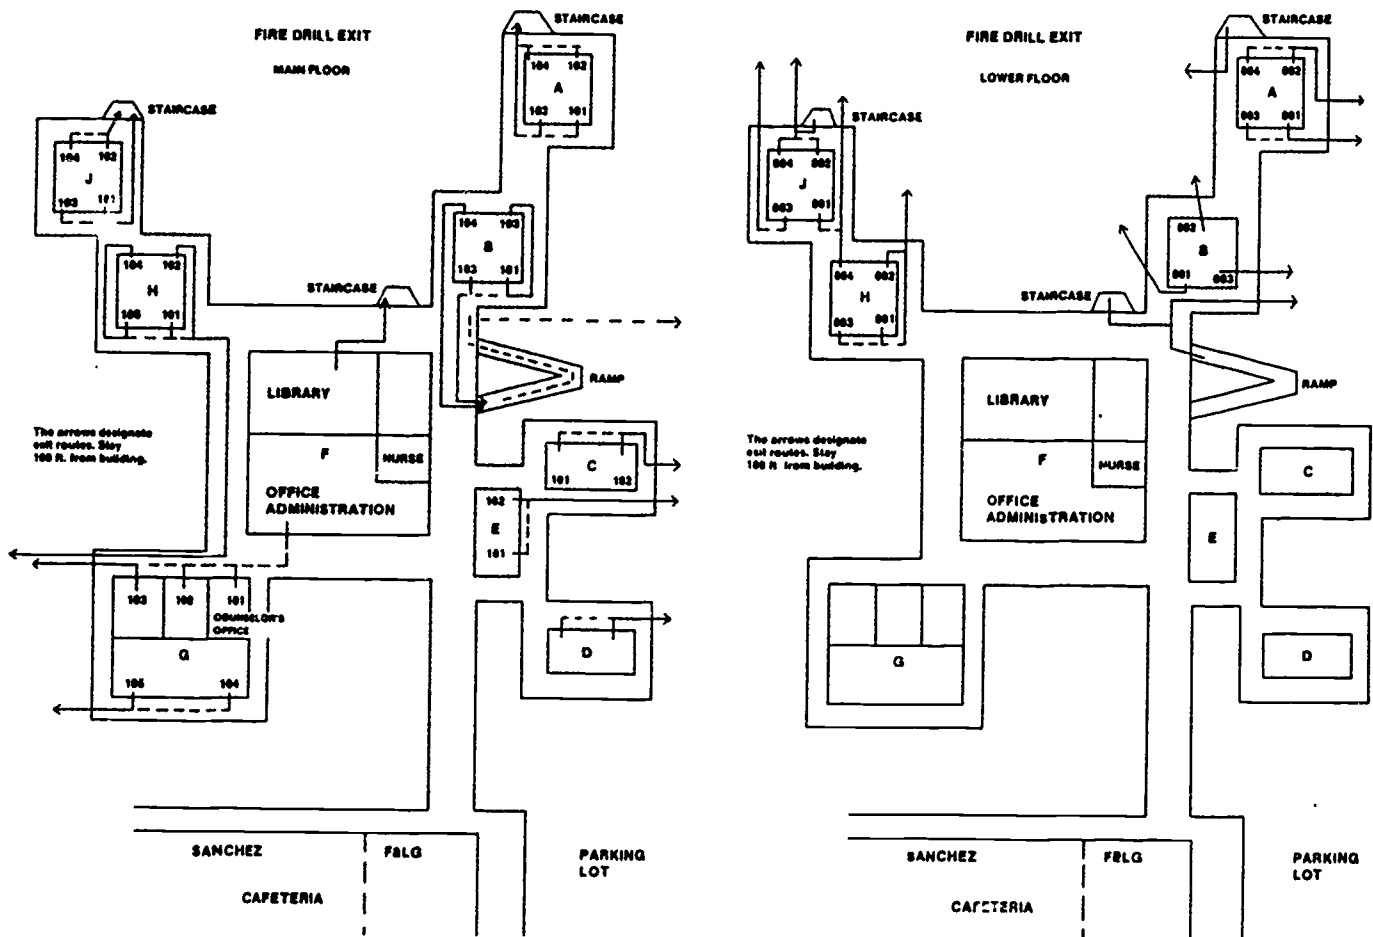 FIRE DRILL EXIT
MAIN FLOOR
STAIRCASE
104 102
A
102 101
STAIRCASE
104 102
J
103 101
104 103
B
103 101
104 102
H
100 101
STAIRCASE
LIBRARY
RAMP
The arrows designate
exit routes. Stay
100 ft. from building.
F
NURSE
OFFICE
ADMINISTRATION
C
101 102
102
E
101
103 100 101
COUNSELOR'S
OFFICE
G
105 104
D
SANCHEZ
F&LG
CAFETERIA
PARKING
LOT
FIRE DRILL EXIT
LOWER FLOOR
STAIRCASE
004 002
A
003 001
STAIRCASE
004 002
J
003 001
002
B
001 003
004 002
H
003 001
STAIRCASE
LIBRARY
RAMP
The arrows designate
exit routes. Stay
100 ft from building.
F
NURSE
OFFICE
ADMINISTRATION
C
E
G
D
SANCHEZ
F&LG
CAFETERIA
PARKING
LOT